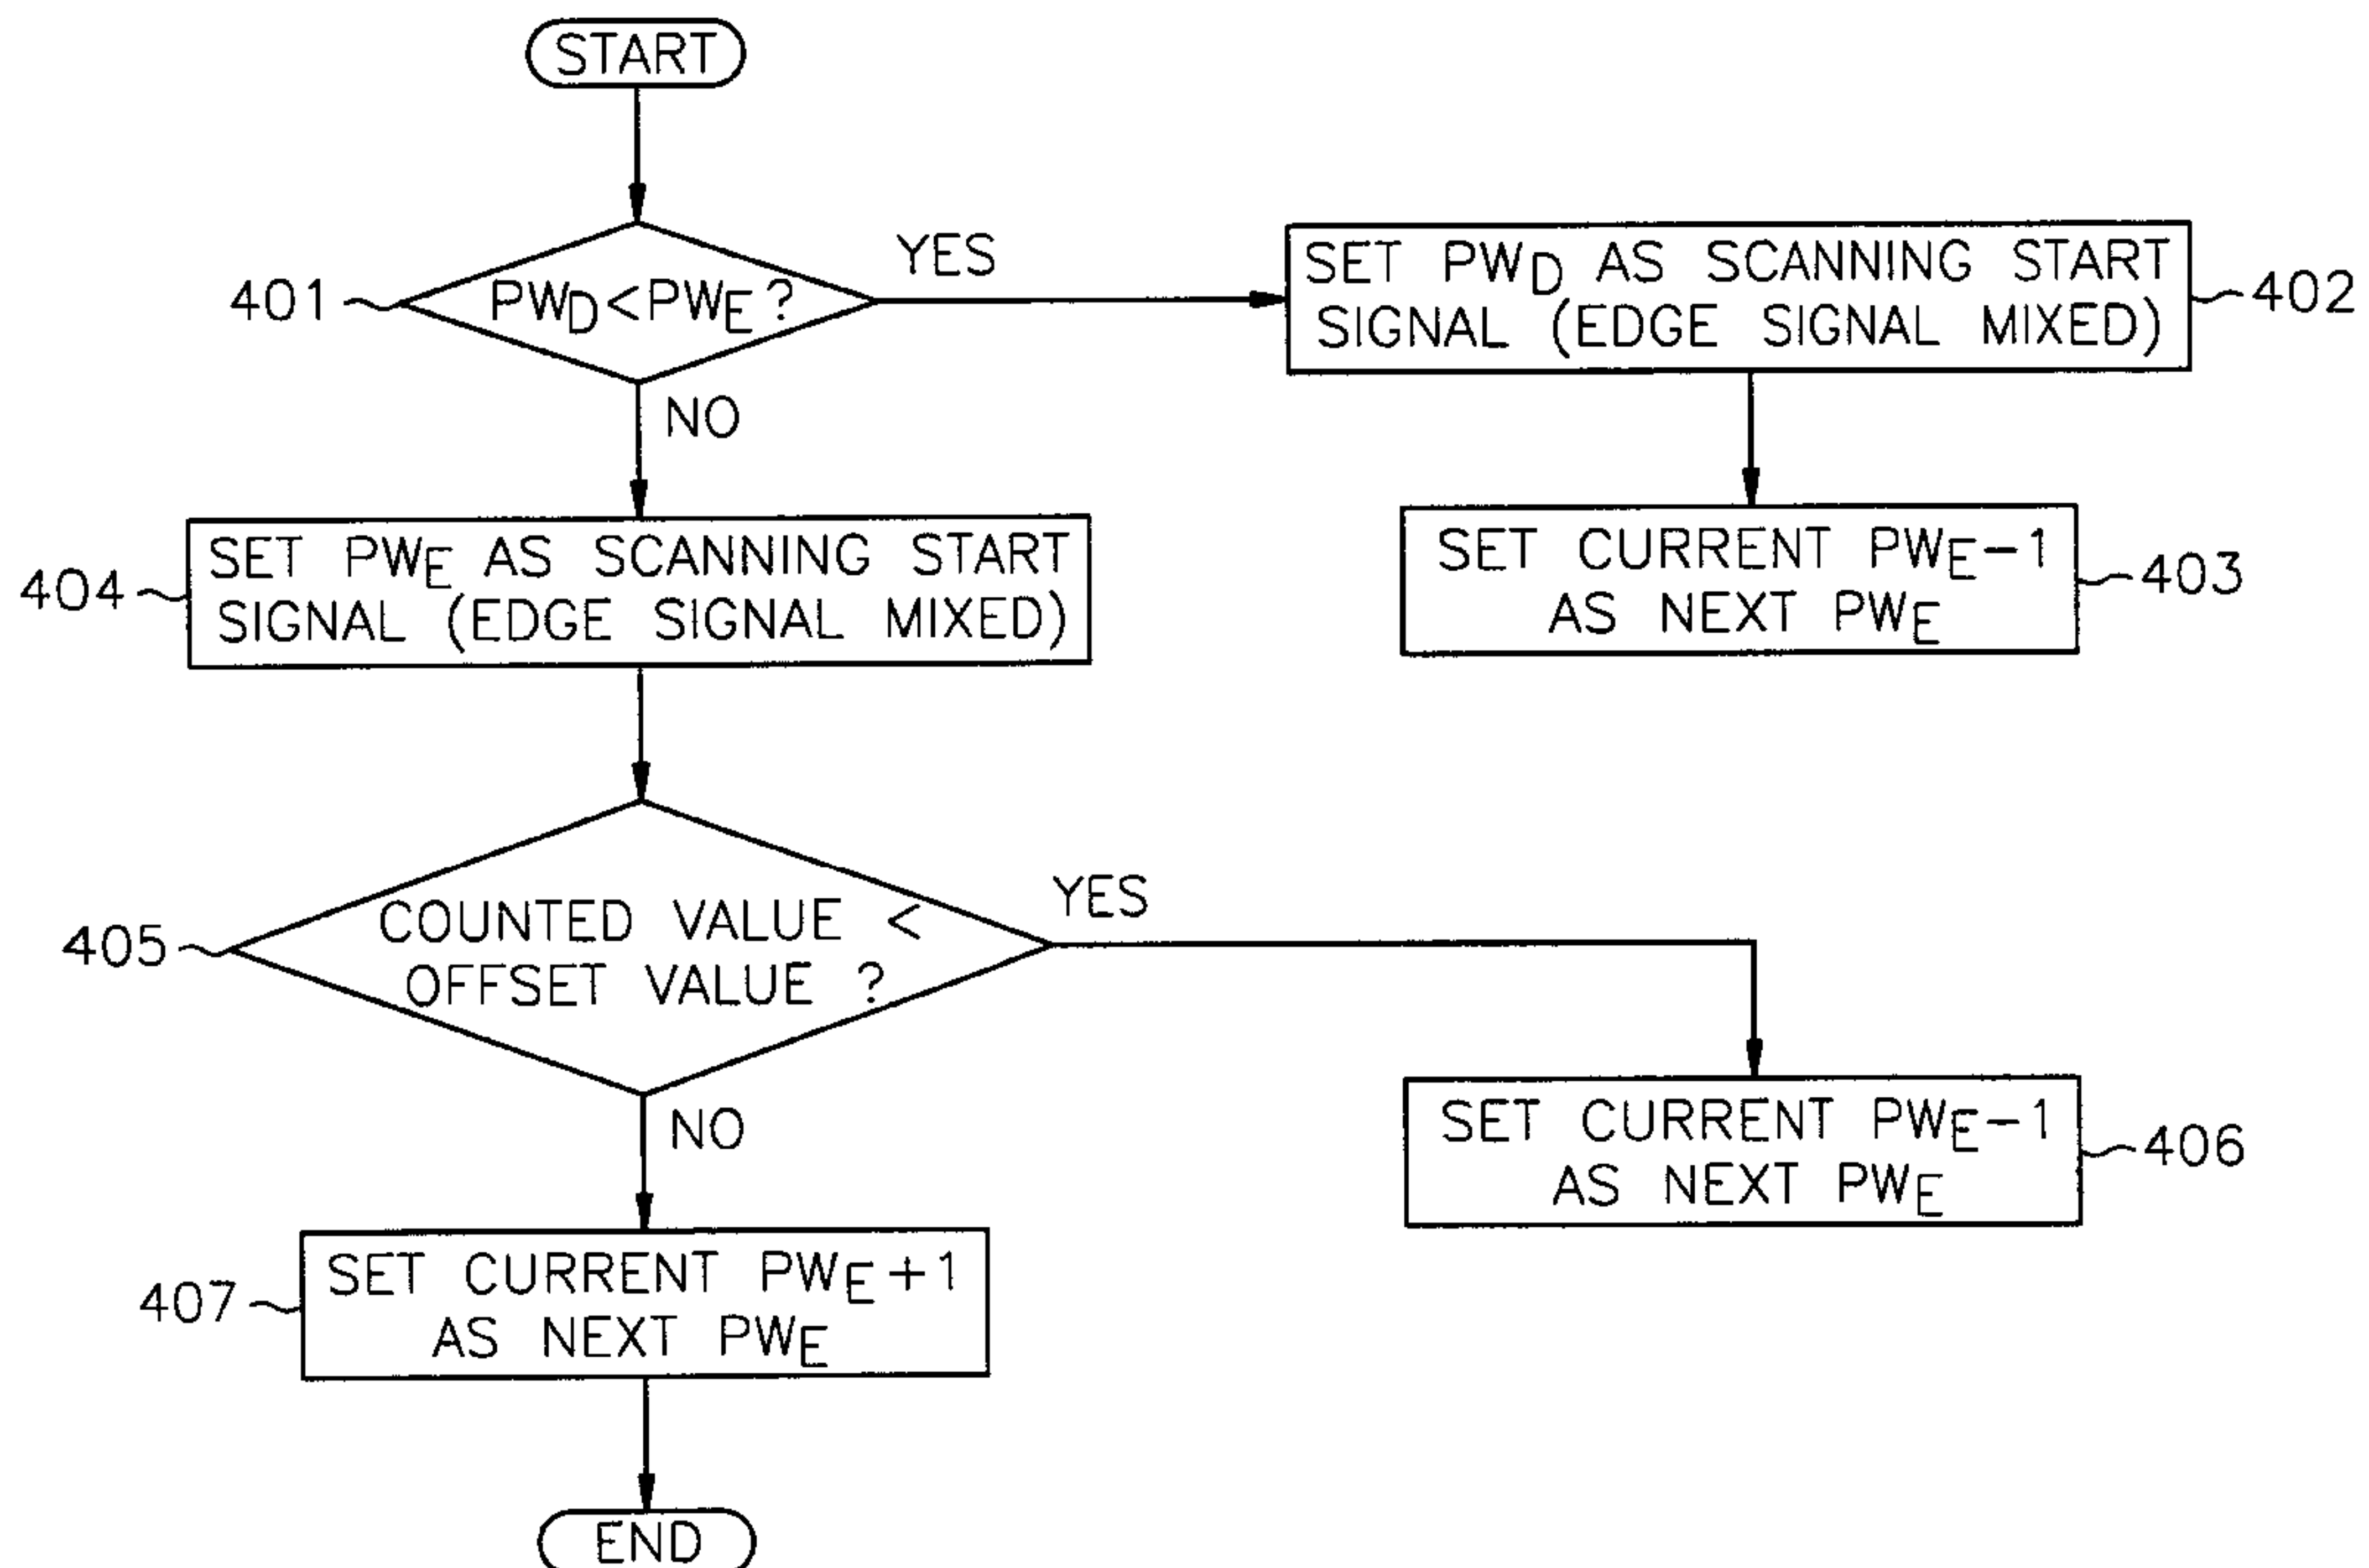 START
401
PWD<PWE?
YES
SET PWD AS SCANNING START
SIGNAL (EDGE SIGNAL MIXED)
402
NO
SET CURRENT PWE-1
AS NEXT PWE
403
404
SET PWE AS SCANNING START
SIGNAL (EDGE SIGNAL MIXED)
405
COUNTED VALUE <
OFFSET VALUE ?
YES
NO
SET CURRENT PWE-1
AS NEXT PWE
406
407
SET CURRENT PWE+1
AS NEXT PWE
END